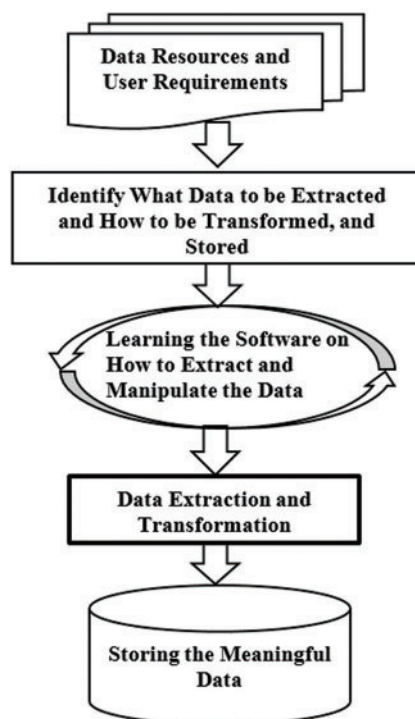 Data Resources and
User Requirements
Identify What Data to be Extracted
and How to be Transformed, and
Stored
Learning the Software on
How to Extract and
Manipulate the Data
Data Extraction and
Transformation
Storing the Meaningful
Data